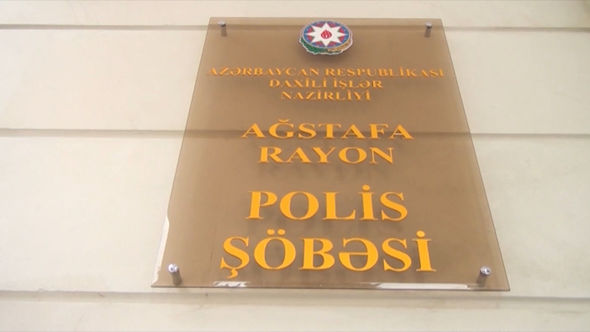 AZƏRBAYCAN RESPUBLİKASI
DAXİLİ İŞLƏR
NAZİRLİYİ
AĞSTAFA
RAYON
POLİS
ŞÖBƏSİ